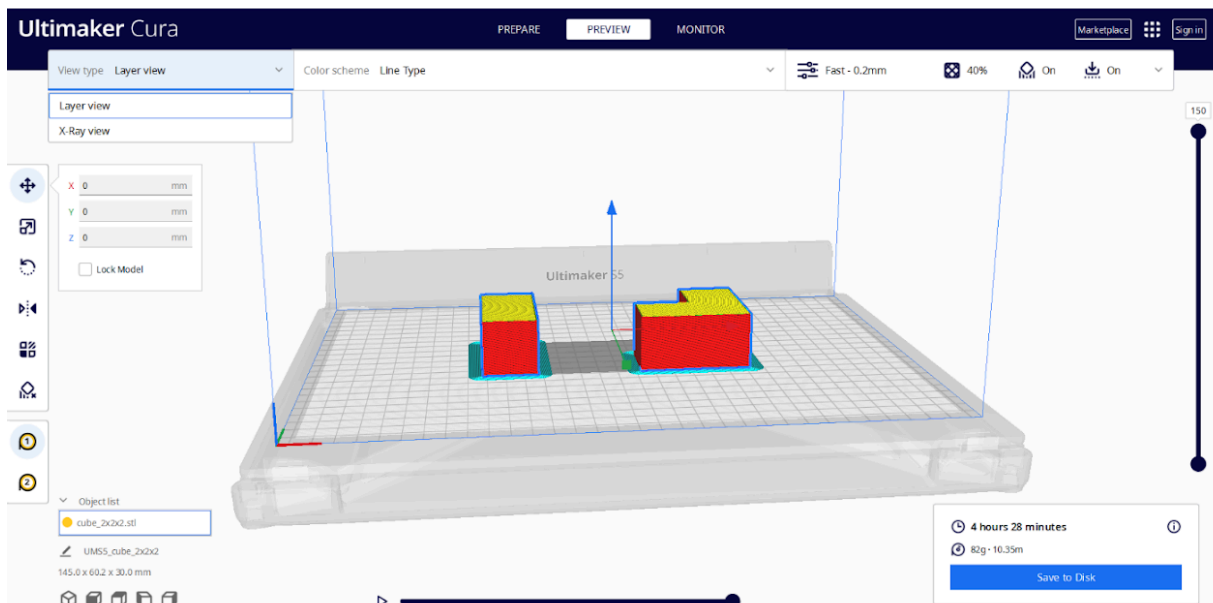 Ultimaker Cura
PREPARE PREVIEW MONITOR
Marketplace Sign in
View type Layer view Color scheme Line Type Fast - 0.2mm 40% On On
Layer view
X-Ray view
150
X 0 mm
Y 0 mm
Z 0 mm
Lock Model
Ultimaker S5
1
2
Object list
cube_2x2x2.stl
UMS5_cube_2x2x2
145.0 x 60.2 x 30.0 mm
4 hours 28 minutes
82g · 10.35m
Save to Disk